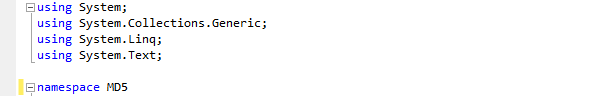 using System;
using System.Collections.Generic;
using System.Linq;
using System.Text;
namespace MD5